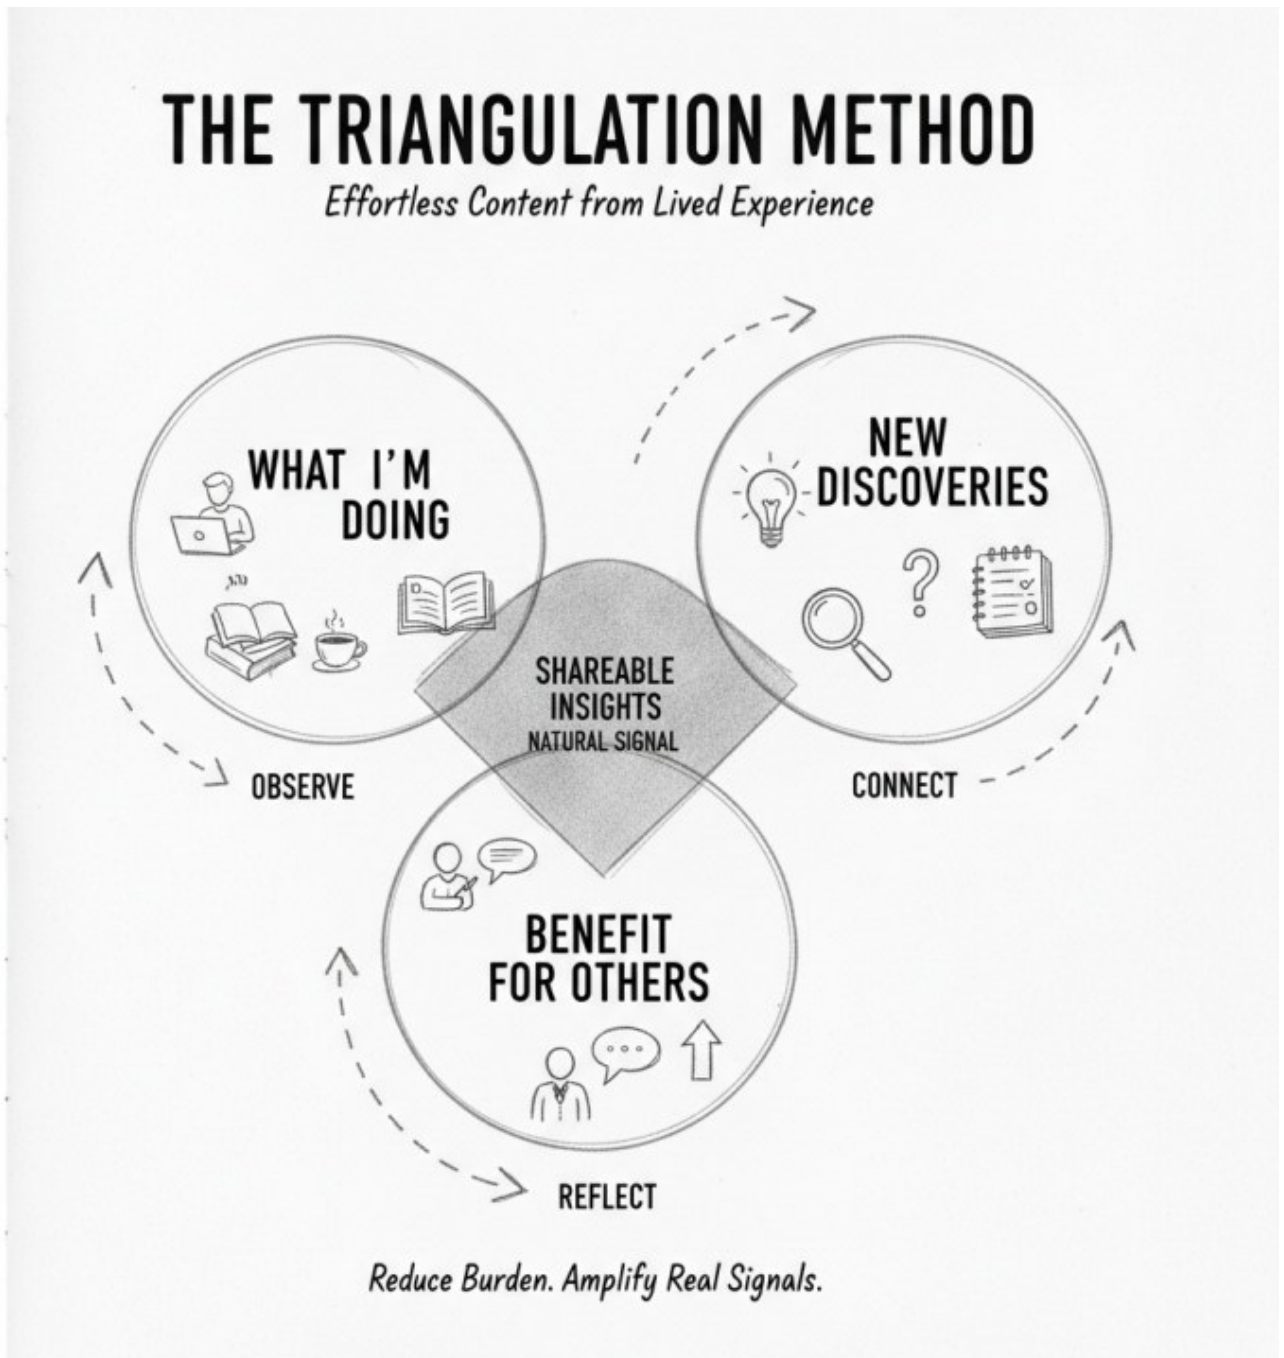 THE TRIANGULATION METHOD
Effortless Content from Lived Experience
WHAT I'M
DOING
NEW
DISCOVERIES
?
SHAREABLE
INSIGHTS
NATURAL SIGNAL
OBSERVE
CONNECT
BENEFIT
FOR OTHERS
REFLECT
Reduce Burden. Amplify Real Signals.